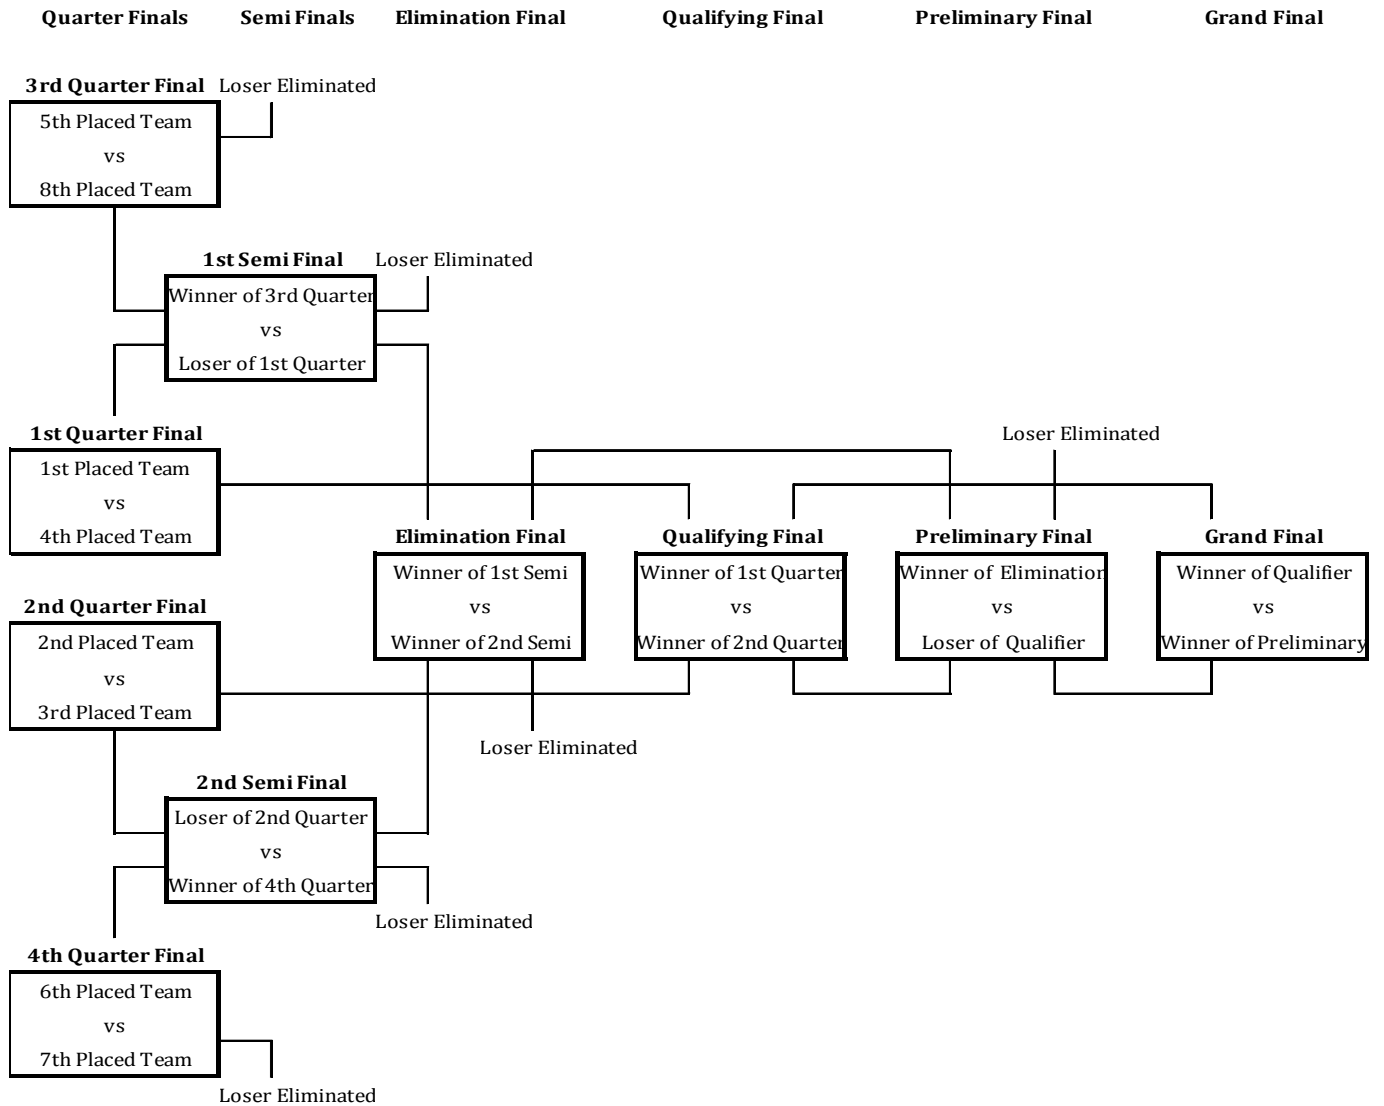 Quarter Finals Semi Finals Elimination Final Qualifying Final Preliminary Final Grand Final
3rd Quarter Final Loser Eliminated
5th Placed Team
vs
8th Placed Team
1st Semi Final Loser Eliminated
Winner of 3rd Quarter
vs
Loser of 1st Quarter
1st Quarter Final
1st Placed Team
vs
4th Placed Team
Loser Eliminated
Elimination Final
Winner of 1st Semi
vs
Winner of 2nd Semi
Loser Eliminated
Qualifying Final
Winner of 1st Quarter
vs
Winner of 2nd Quarter
Preliminary Final
Winner of Elimination
vs
Loser of Qualifier
Grand Final
Winner of Qualifier
vs
Winner of Preliminary
2nd Quarter Final
2nd Placed Team
vs
3rd Placed Team
2nd Semi Final
Loser of 2nd Quarter
vs
Winner of 4th Quarter
Loser Eliminated
4th Quarter Final
6th Placed Team
vs
7th Placed Team
Loser Eliminated